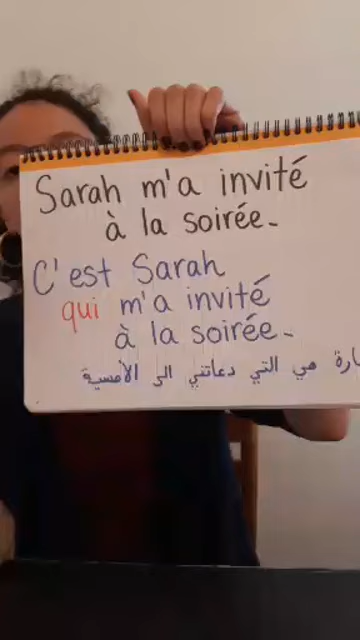 Sarah m'a invité
à la soirée.
C'est Sarah
qui m'a invité
à la soirée.
هي التي دعاتني الى الأمسية